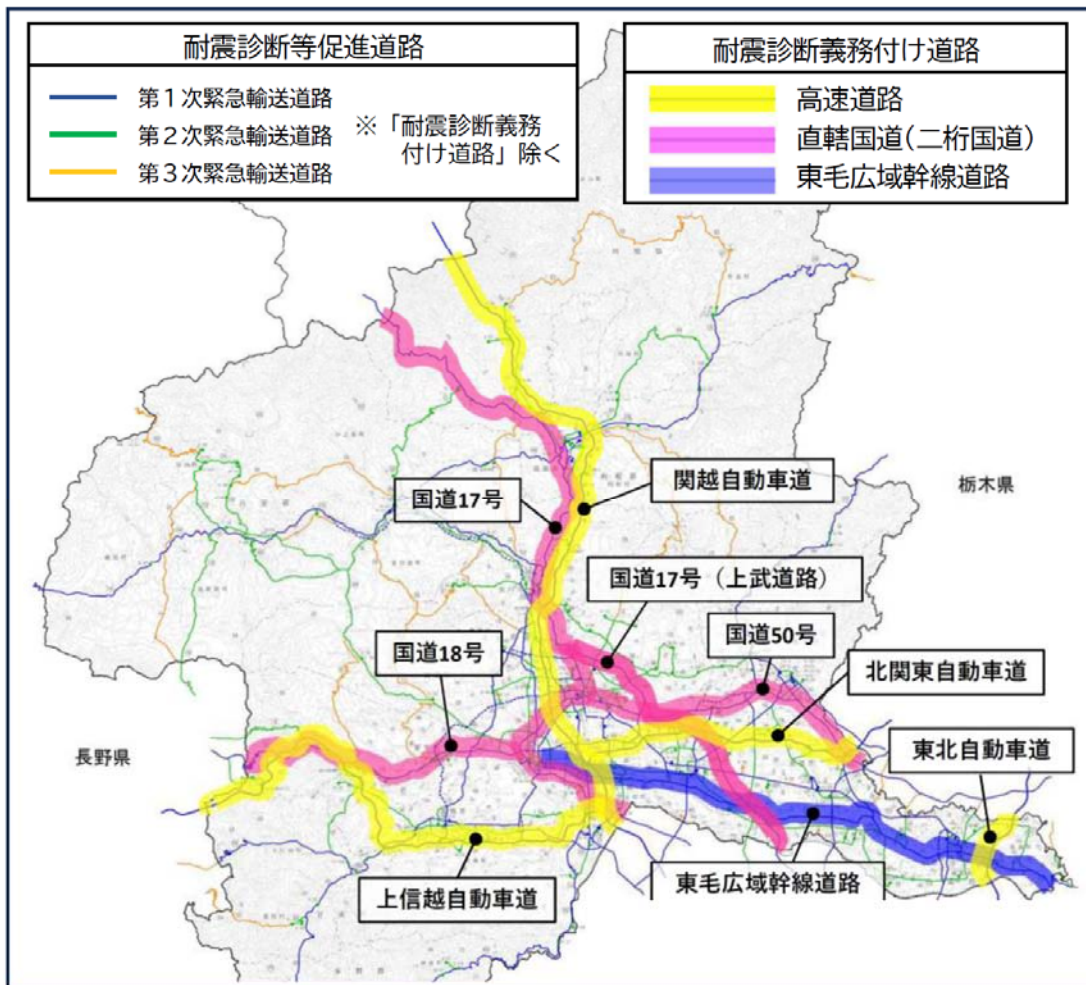 耐震診断等促進道路
第1次緊急輸送道路
第2次緊急輸送道路
第3次緊急輸送道路
※「耐震診断義務
付け道路」除く
耐震診断義務付け道路
高速道路
直轄国道(二桁国道)
東毛広域幹線道路
関越自動車道
栃木県
国道17号
国道17号（上武道路）
国道50号
国道18号
北関東自動車道
長野県
東北自動車道
東毛広域幹線道路
上信越自動車道